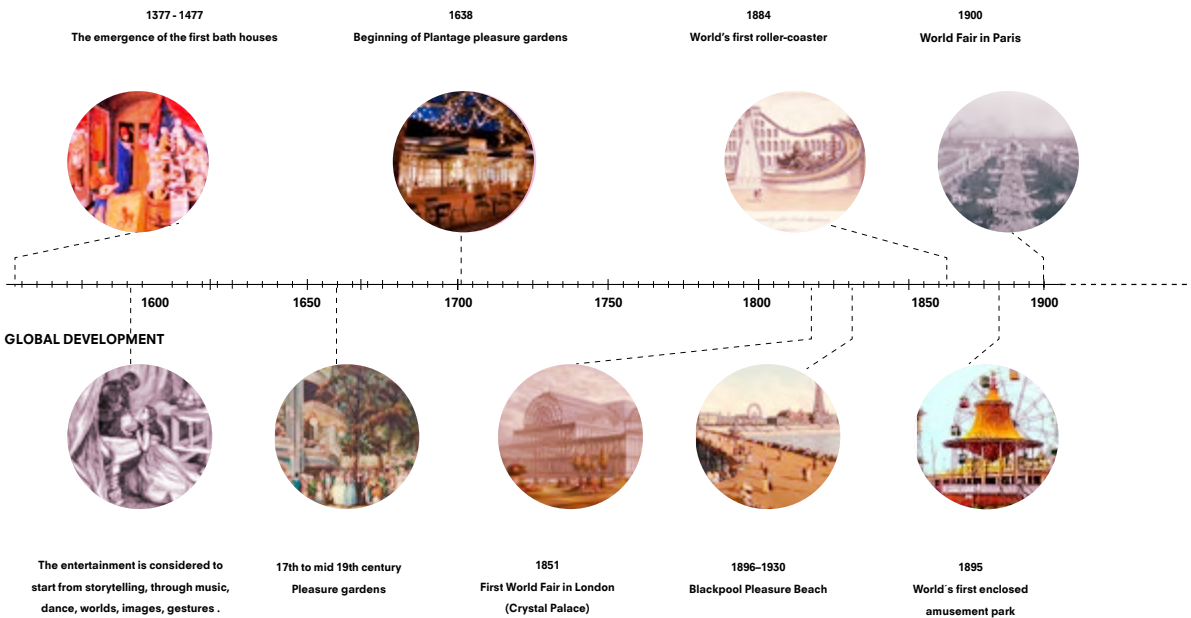 1377 - 1477
The emergence of the first bath houses
1638
Beginning of Plantage pleasure gardens
1884
World's first roller-coaster
1900
World Fair in Paris
1600
1650
1700
1750
1800
1850
1900
GLOBAL DEVELOPMENT
The entertainment is considered to
start from storytelling, through music,
dance, worlds, images, gestures .
17th to mid 19th century
Pleasure gardens
1851
First World Fair in London
(Crystal Palace)
1896–1930
Blackpool Pleasure Beach
1895
World´s first enclosed
amusement park